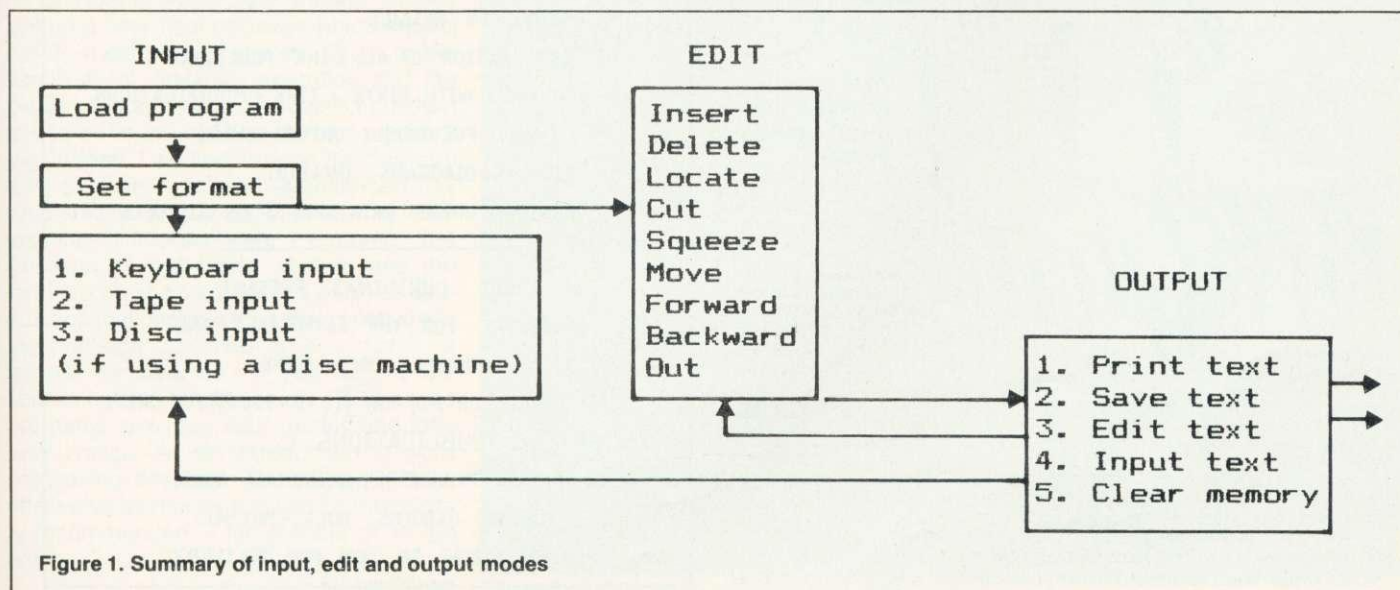 INPUT
Load program
Set format
1. Keyboard input
2. Tape input
3. Disc input
(if using a disc machine)
EDIT
Insert
Delete
Locate
Cut
Squeeze
Move
Forward
Backward
Out
OUTPUT
1. Print text
2. Save text
3. Edit text
4. Input text
5. Clear memory
Figure 1. Summary of input, edit and output modes